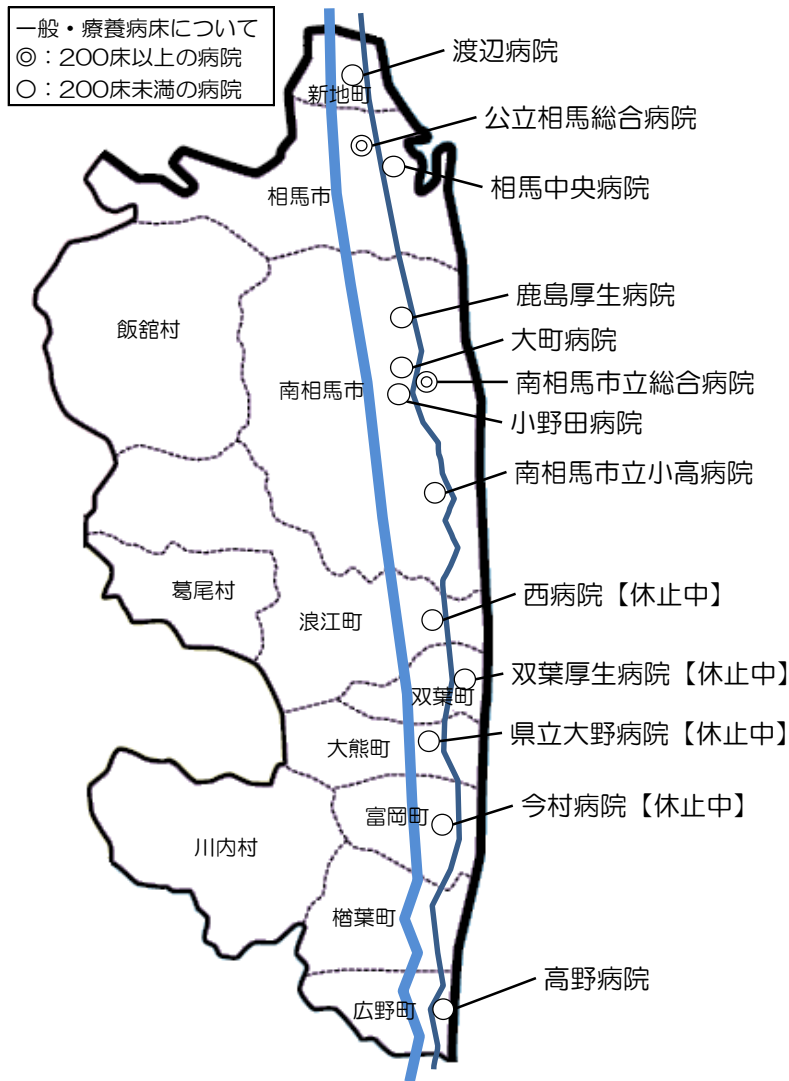 一般・療養病床について
◎：200床以上の病院
○：200床未満の病院
渡辺病院
新地町
公立相馬総合病院
相馬中央病院
相馬市
鹿島厚生病院
飯舘村
大町病院
南相馬市
南相馬市立総合病院
小野田病院
南相馬市立小高病院
葛尾村
西病院【休止中】
浪江町
双葉厚生病院【休止中】
双葉町
県立大野病院【休止中】
大熊町
今村病院【休止中】
富岡町
川内村
楢葉町
高野病院
広野町